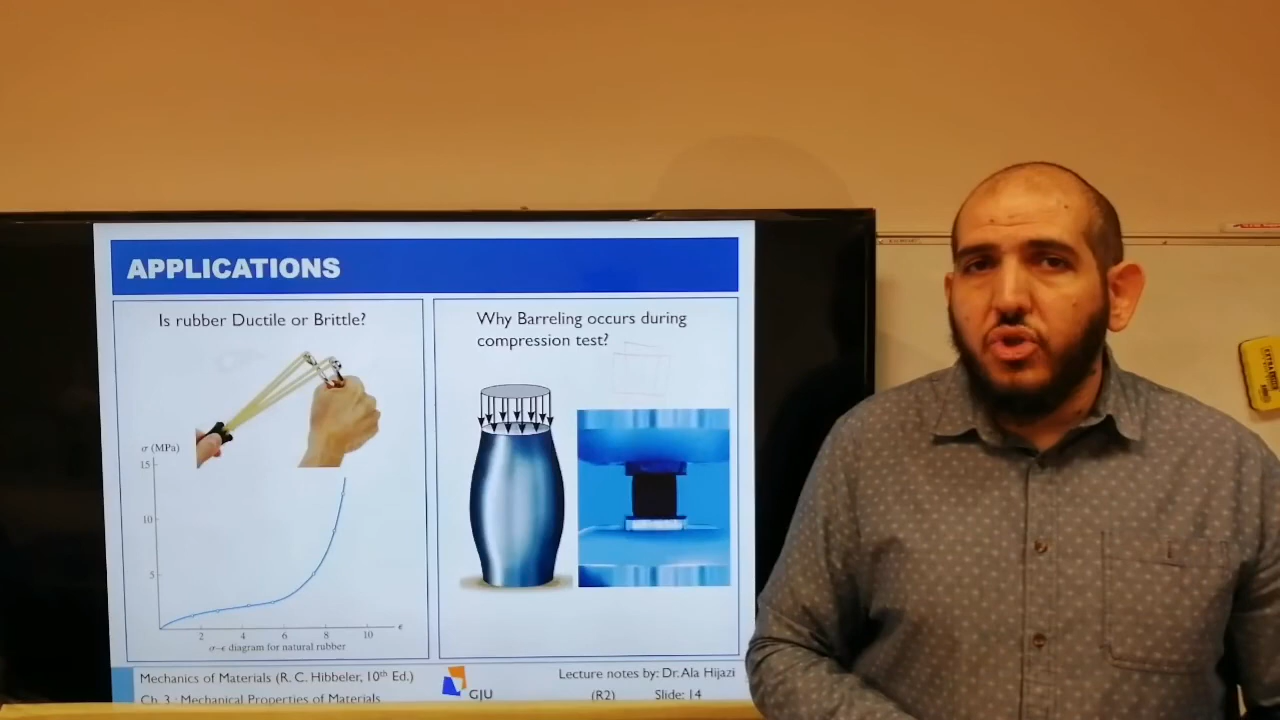 APPLICATIONS
Is rubber Ductile or Brittle?
σ (MPa)
15
10
5
2 4 6 8 10 ϵ
σ–ϵ diagram for natural rubber
Why Barreling occurs during
compression test?
Mechanics of Materials (R. C. Hibbeler, 10th Ed.)
Ch. 3 : Mechanical Properties of Materials
GJU
Lecture notes by: Dr. Ala Hijazi
(R2) Slide: 14